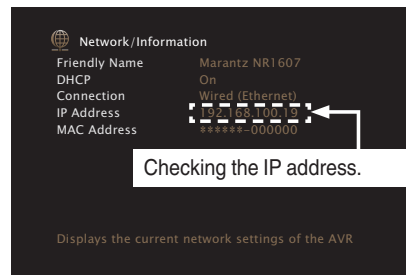 Network/Information
Friendly Name Marantz NR1607
DHCP On
Connection Wired (Ethernet)
IP Address 192.168.100.19
MAC Address ******-000000
Checking the IP address.
Displays the current network settings of the AVR